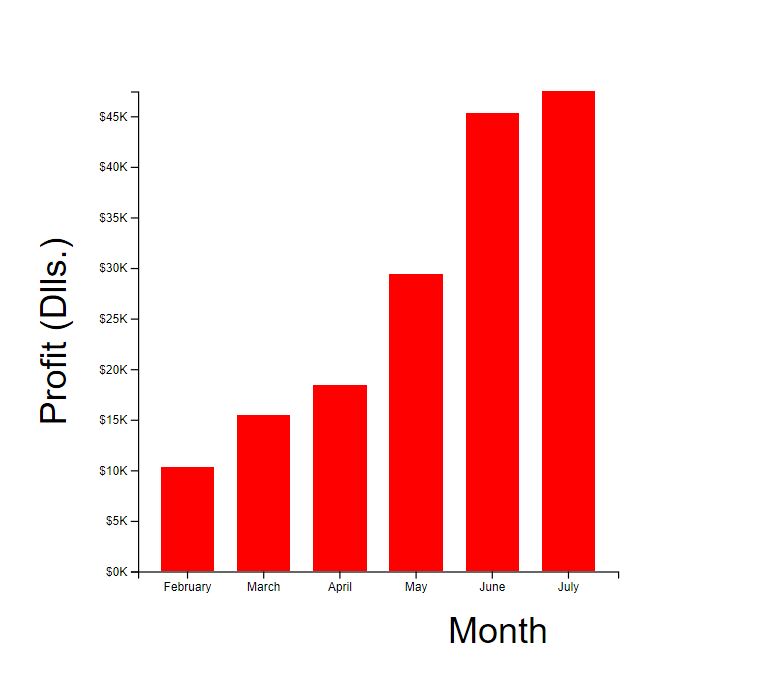 $45K
$40K
$35K
$30K
$25K
$20K
$15K
$10K
$5K
$0K
Profit (Dlls.)
February March April May June July
Month